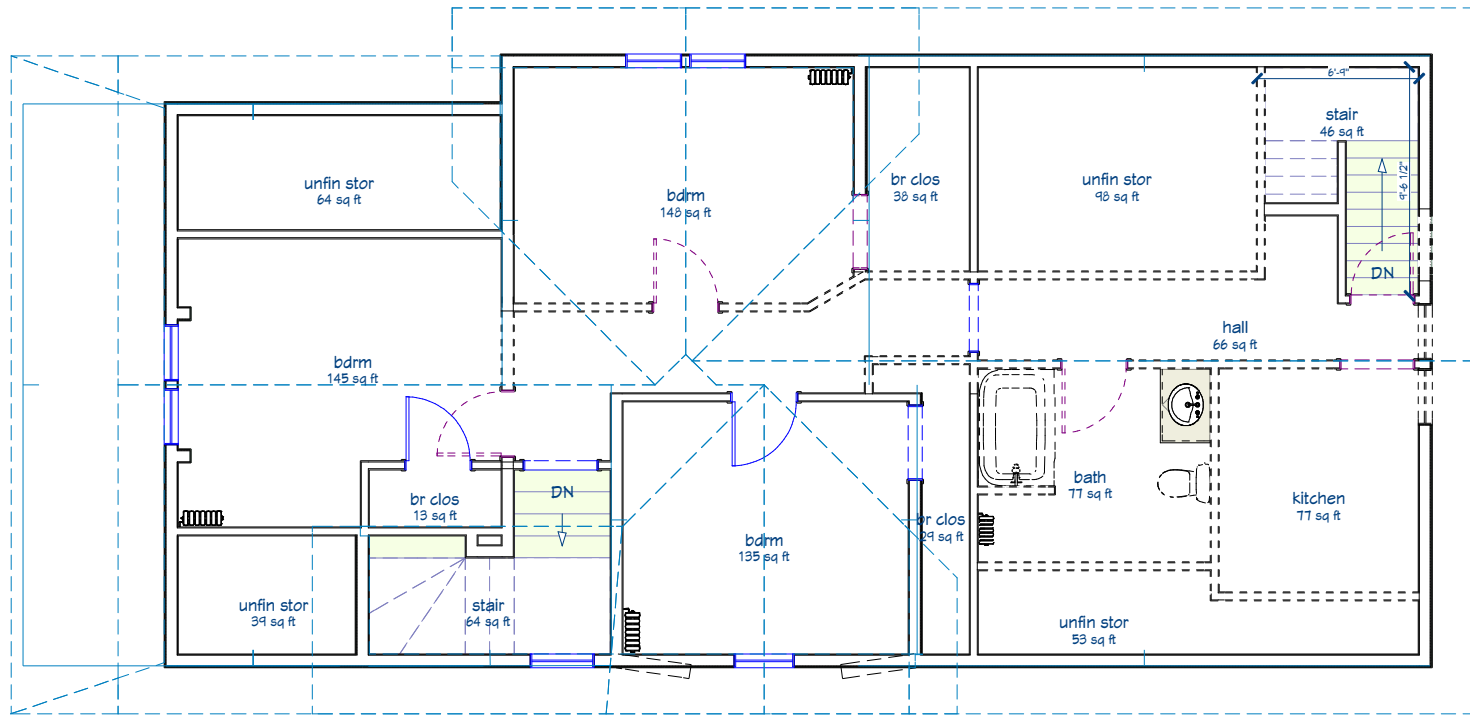 6'-9"
stair
46 sq ft
unfin stor
64 sq ft
bdrm
148 sq ft
br clos
38 sq ft
unfin stor
98 sq ft
9'-6 1/2"
DN
hall
66 sq ft
bdrm
145 sq ft
br clos
13 sq ft
DN
bath
77 sq ft
kitchen
77 sq ft
bdrm
135 sq ft
br clos
29 sq ft
unfin stor
39 sq ft
stair
64 sq ft
unfin stor
53 sq ft